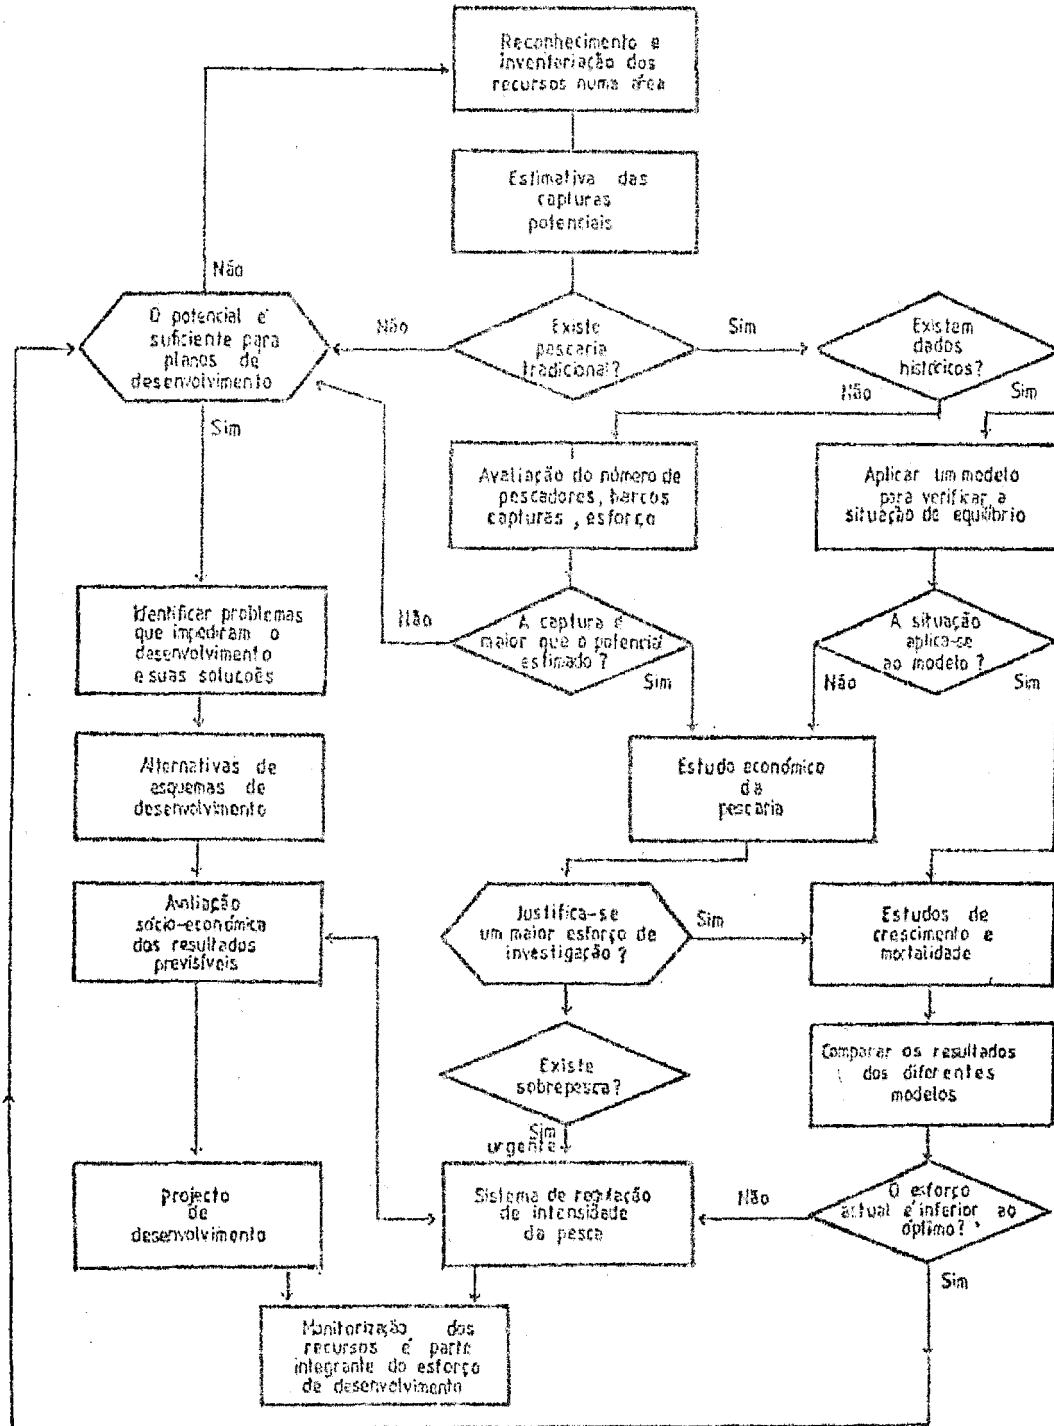 Reconhecimento e
inventariação dos
recursos numa área
Estimativa das
capturas
potenciais
Não
O potencial é
suficiente para
planos de
desenvolvimento
Não
Existe
pescaria
tradicional?
Sim
Existem
dados
históricos?
Não
Sim
Sim
Avaliação do número de
pescadores, barcos
capturas , esforço
Aplicar um modelo
para verificar a
situação de equilíbrio
Identificar problemas
que impediram o
desenvolvimento
e suas soluções
Não
A captura é
maior que o potencial
estimado ?
Sim
A situação
aplica-se
ao modelo ?
Não
Sim
Alternativas de
esquemas de
desenvolvimento
Estudo económico
da
pescaria
Avaliação
sócio-económica
dos resultados
previsíveis
Justifica-se
um maior esforço de
investigação ?
Sim
Estudos de
crescimento e
mortalidade
Existe
sobrepesca?
Comparar os resultados
dos diferentes
modelos
Sim
urgente
projecto
de
desenvolvimento
Sistema de regulação
de intensidade
da pesca
Não
O esforço
actual é inferior ao
óptimo?
Sim
Monitorização dos
recursos é parte
integrante do esforço
de desenvolvimento